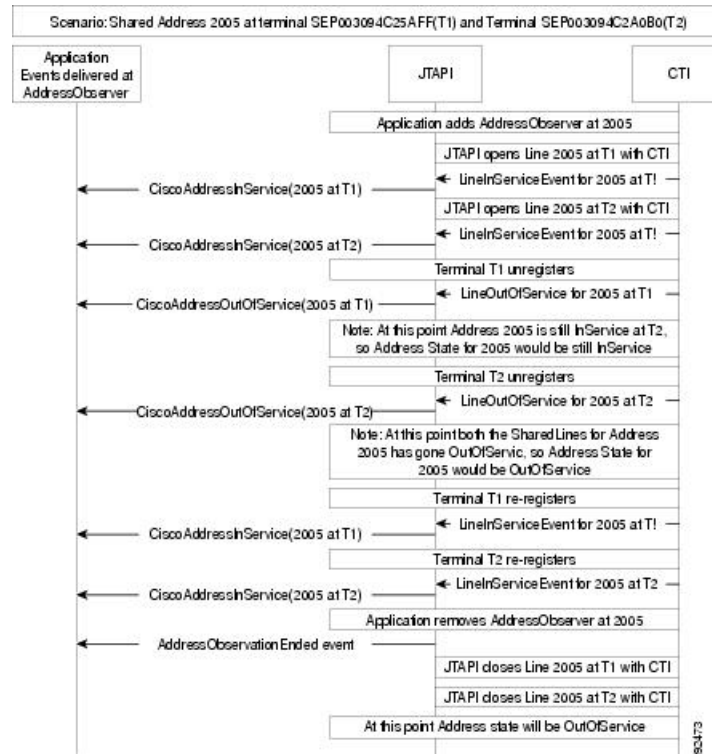 Scenario: Shared Address 2005 at terminal SEP003094C25AFF(T1) and Terminal SEP003094C2A0B0(T2)
Application
Events delivered at
AddressObserver
JTAPI
CTI
Application adds AddressObserver at 2005
JTAPI opens Line 2005 at T1 with CTI
LineInServiceEvent for 2005 at T!
CiscoAddressInService(2005 at T1)
JTAPI opens Line 2005 at T2 with CTI
LineInServiceEvent for 2005 at T!
CiscoAddressInService(2005 at T2)
Terminal T1 unregisters
LineOutOfService for 2005 at T1
CiscoAddressOutOfService(2005 at T1)
Note: At this point Address 2005 is still InService at T2,
so Address State for 2005 would be still InService
Terminal T2 unregisters
LineOutOfService for 2005 at T2
CiscoAddressOutOfService(2005 at T2)
Note: At this point both the SharedLines for Address
2005 has gone OutOfServic, so Address State for
2005 would be OutOfService
Terminal T1 re-registers
LineInServiceEvent for 2005 at T!
CiscoAddressInService(2005 at T1)
Terminal T2 re-registers
LineInServiceEvent for 2005 at T2
CiscoAddressInService(2005 at T2)
Application removes AddressObserver at 2005
AddressObservationEnded event
JTAPI closes Line 2005 at T1 with CTI
JTAPI closes Line 2005 at T2 with CTI
At this point Address state will be OutOfService
92473